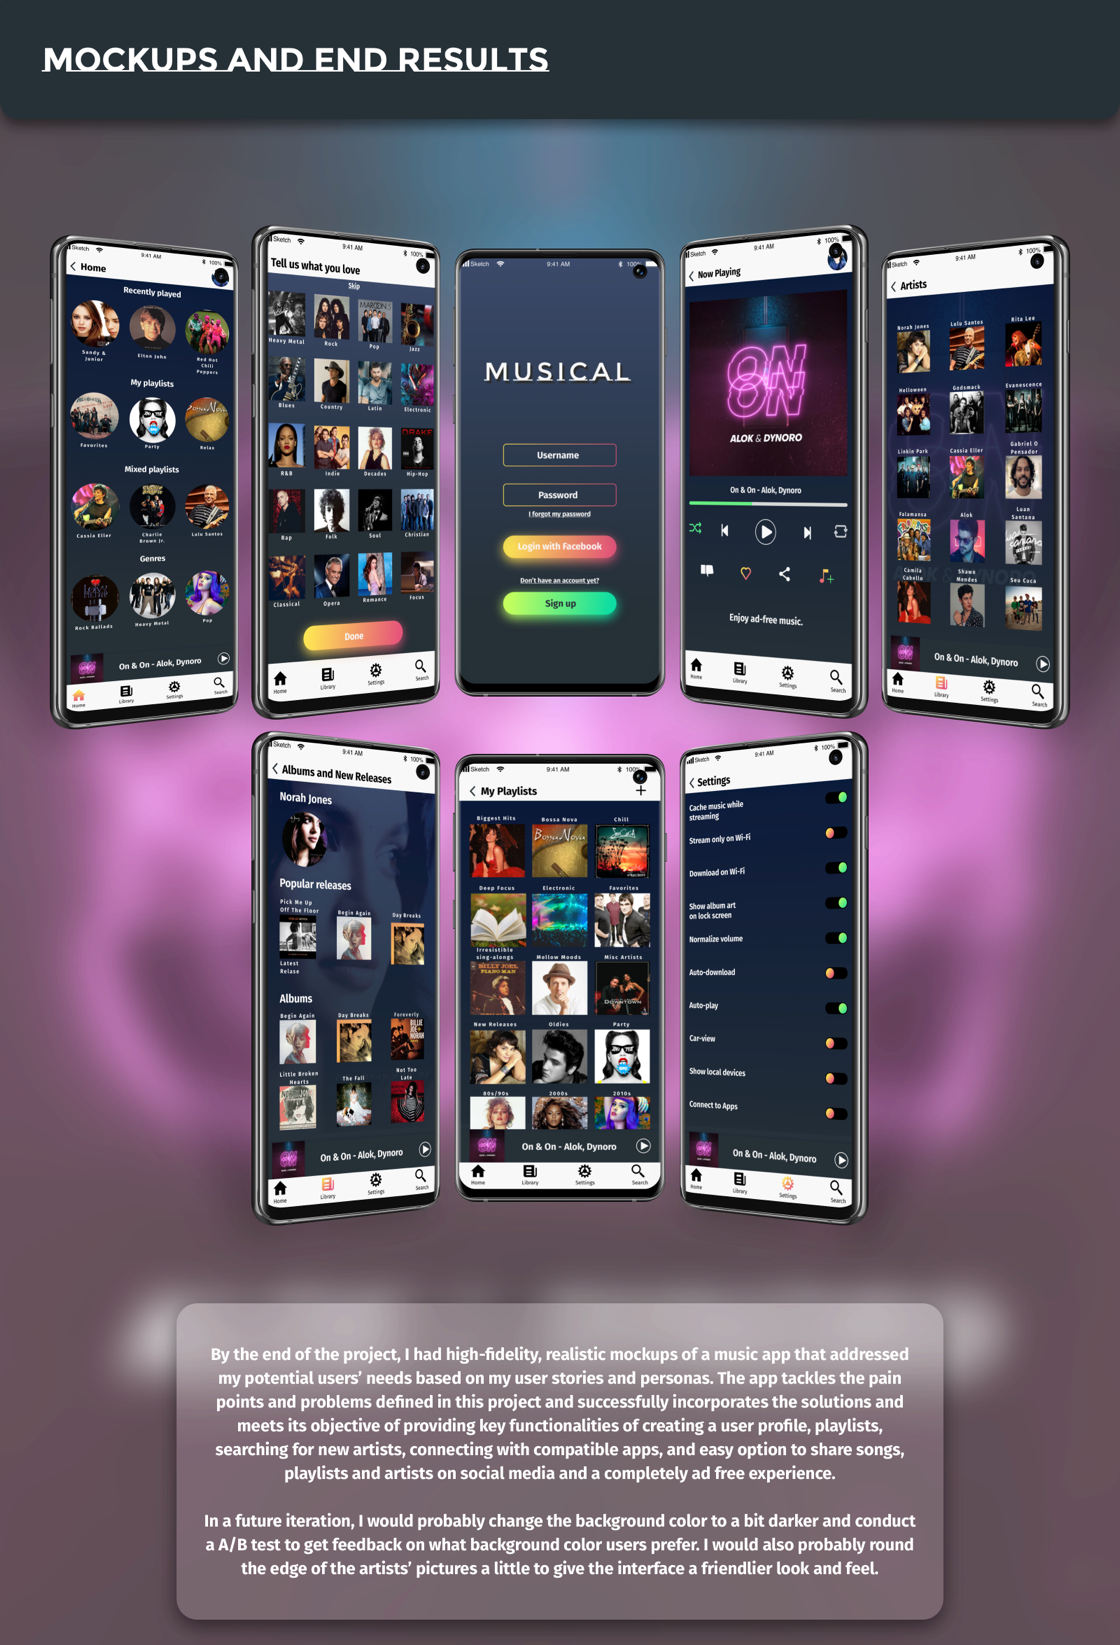 MOCKUPS AND END RESULTS
Sketch 9:41 AM 100%
Home
Recently played
Sandy & Junior
Elton John
Red Hot Chili Peppers
My playlists
Favorites Party Relax
Mixed playlists
Cassia Eller
Charlie Brown Jr.
Lulu Santos
Genres
Rock Ballads Heavy Metal Pop
On & On - Alok, Dynoro
Home Library Settings Search
Sketch 9:41 AM 100%
Tell us what you love
Skip
Heavy Metal Rock Pop Jazz
Blues Country Latin Electronic
R&B Indie Decades Hip-Hop
Rap Folk Soul Christian
Classical Opera Romance Focus
Done
Home Library Settings Search
Sketch 9:41 AM 100%
MUSICAL
Username
Password
I forgot my password
Login with Facebook
Don't have an account yet?
Sign up
Sketch 9:41 AM 100%
Now Playing
ON
ON
ALOK & DYNORO
On & On - Alok, Dynoro
Enjoy ad-free music.
Home Library Settings Search
Sketch 9:41 AM 100%
Artists
Norah Jones Lulu Santos Rita Lee
Helloween Godsmack Evanescence
Linkin Park Cassia Eller Gabriel O Pensador
Falamansa Alok Luan Santana
Camila Cabello Shawn Mendes Seu Cuca
On & On - Alok, Dynoro
Home Library Settings Search
Sketch 9:41 AM 100%
Albums and New Releases
Norah Jones
Popular releases
Pick Me Up Off The Floor
Begin Again
Day Breaks
Latest Relase
Albums
Begin Again Day Breaks Foreverly
Little Broken Hearts
The Fall
Not Too Late
On & On - Alok, Dynoro
Home Library Settings Search
Sketch 9:41 AM 100%
My Playlists
Biggest Hits Bossa Nova Chill
Deep Focus Electronic Favorites
Irresistible sing-alongs
Mellow Moods Misc Artists
BILLY JOEL
PIANO MAN
DOWNTOWN
New Releases Oldies Party
80s/90s 2000s 2010s
On & On - Alok, Dynoro
Home Library Settings Search
Sketch 9:41 AM 100%
Settings
Cache music while
streaming
Stream only on Wi-Fi
Download on Wi-Fi
Show album art
on lock screen
Normalize volume
Auto-download
Auto-play
Car-view
Show local devices
Connect to Apps
On & On - Alok, Dynoro
Home Library Settings Search
By the end of the project, I had high-fidelity, realistic mockups of a music app that addressed
my potential users' needs based on my user stories and personas. The app tackles the pain
points and problems defined in this project and successfully incorporates the solutions and
meets its objective of providing key functionalities of creating a user profile, playlists,
searching for new artists, connecting with compatible apps, and easy option to share songs,
playlists and artists on social media and a completely ad free experience.
In a future iteration, I would probably change the background color to a bit darker and conduct
a A/B test to get feedback on what background color users prefer. I would also probably round
the edge of the artists' pictures a little to give the interface a friendlier look and feel.